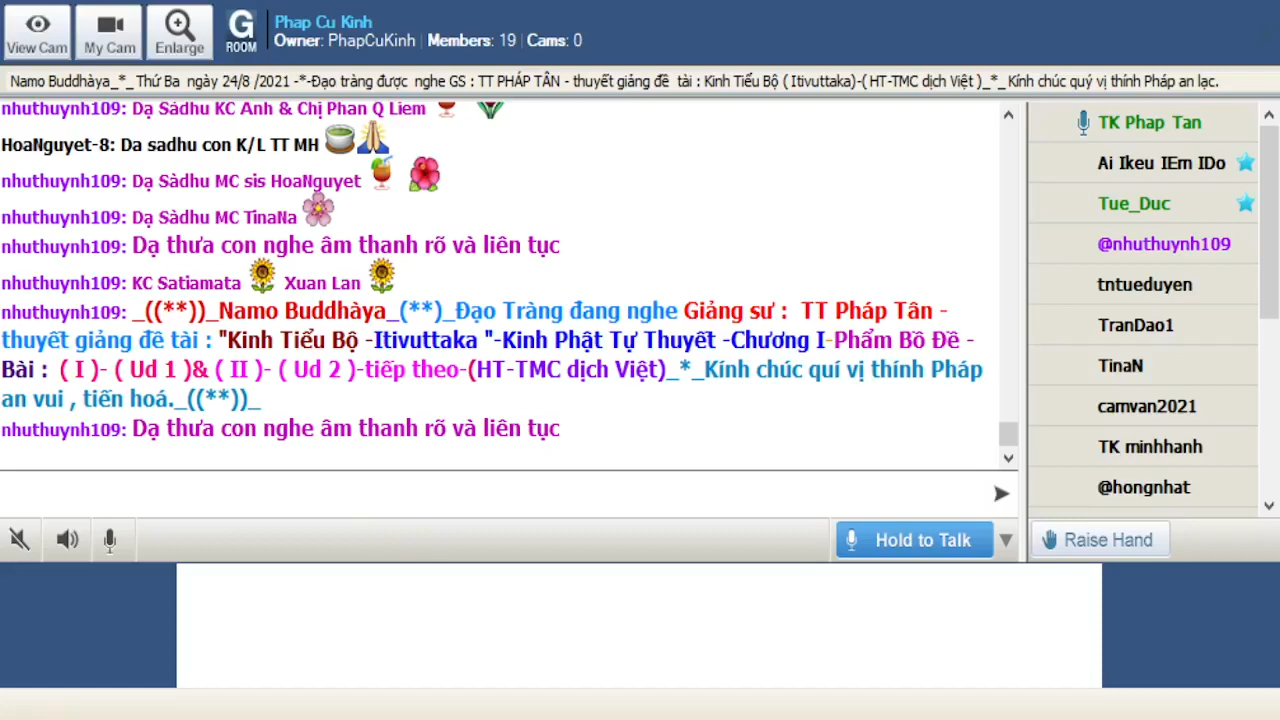 Phap Cu Kinh
Owner: PhapCuKinh | Members: 19 | Cams: 0
View Cam
My Cam
Enlarge
G
ROOM
Namo Buddhàya_*_ Thứ Ba ngày 24/8 /2021 -*-Đạo tràng được nghe GS : TT PHÁP TÂN - thuyết giảng đề tài : Kinh Tiểu Bộ ( Itivuttaka)-( HT-TMC dịch Việt )_*_ Kính chúc quý vị thính Pháp an lạc.
nhuthuynh109: Dạ Sàdhu KC Anh & Chị Phan Q Liem
HoaNguyet-8: Da sadhu con K/L TT MH
nhuthuynh109: Dạ Sàdhu MC sis HoaNguyet
nhuthuynh109: Dạ Sàdhu MC TinaNa
nhuthuynh109: Dạ thưa con nghe âm thanh rõ và liên tục
nhuthuynh109: KC Satiamata Xuan Lan
nhuthuynh109: _((**))_Namo Buddhàya_(**)_Đạo Tràng đang nghe Giảng sư : TT Pháp Tân -
thuyết giảng đề tài : "Kinh Tiểu Bộ -Itivuttaka "-Kinh Phật Tự Thuyết -Chương I-Phẩm Bồ Đề -
Bài : ( I )- ( Ud 1 )& ( II )- ( Ud 2 )-tiếp theo-(HT-TMC dịch Việt)_*_Kính chúc quí vị thính Pháp
an vui , tiến hoá._((**))_
nhuthuynh109: Dạ thưa con nghe âm thanh rõ và liên tục
TK Phap Tan
Ai Ikeu IEm IDo
Tue_Duc
@nhuthuynh109
tntueduyen
TranDao1
TinaN
camvan2021
TK minhhanh
@hongnhat
Hold to Talk
Raise Hand